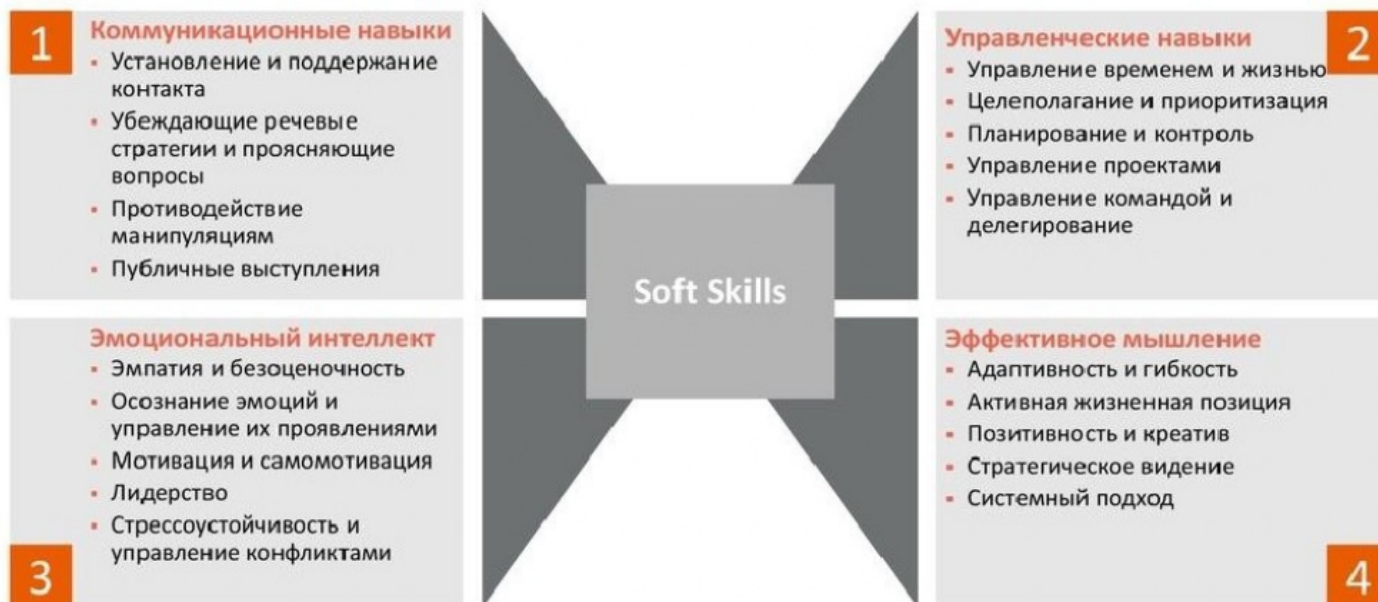 1
Коммуникационные навыки
▪ Установление и поддержание
контакта
▪ Убеждающие речевые
стратегии и проясняющие
вопросы
▪ Противодействие
манипуляциям
▪ Публичные выступления
2
Управленческие навыки
▪ Управление временем и жизнью
▪ Целеполагание и приоритизация
▪ Планирование и контроль
▪ Управление проектами
▪ Управление командой и
делегирование
Soft Skills
3
Эмоциональный интеллект
▪ Эмпатия и безоценочность
▪ Осознание эмоций и
управление их проявлениями
▪ Мотивация и самомотивация
▪ Лидерство
▪ Стрессоустойчивость и
управление конфликтами
4
Эффективное мышление
▪ Адаптивность и гибкость
▪ Активная жизненная позиция
▪ Позитивность и креатив
▪ Стратегическое видение
▪ Системный подход